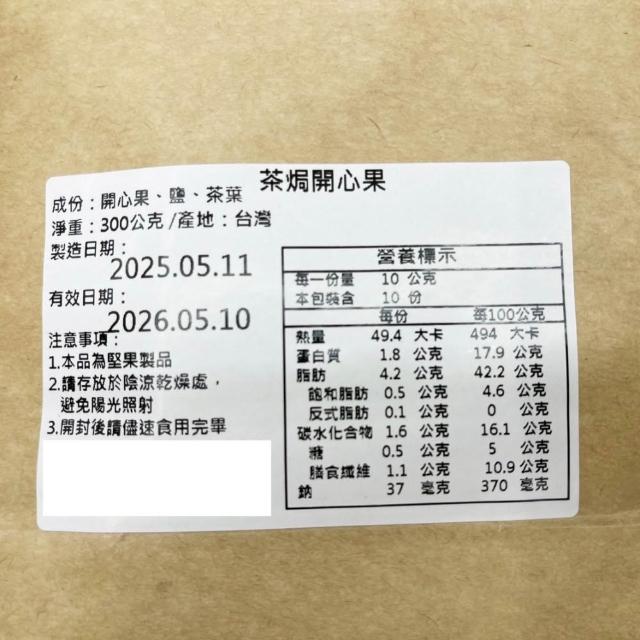 茶焗開心果
成份：開心果、鹽、茶葉
淨重：300公克 /產地：台灣
製造日期：
2025.05.11
有效日期：
2026.05.10
注意事項：
1.本品為堅果製品
2.請存放於陰涼乾燥處，
避免陽光照射
3.開封後請儘速食用完畢
營養標示
每一份量 10 公克
本包裝含 10 份
每份 每100公克
熱量 49.4 大卡 494 大卡
蛋白質 1.8 公克 17.9 公克
脂肪 4.2 公克 42.2 公克
飽和脂肪 0.5 公克 4.6 公克
反式脂肪 0.1 公克 0 公克
碳水化合物 1.6 公克 16.1 公克
糖 0.5 公克 5 公克
膳食纖維 1.1 公克 10.9 公克
鈉 37 毫克 370 毫克